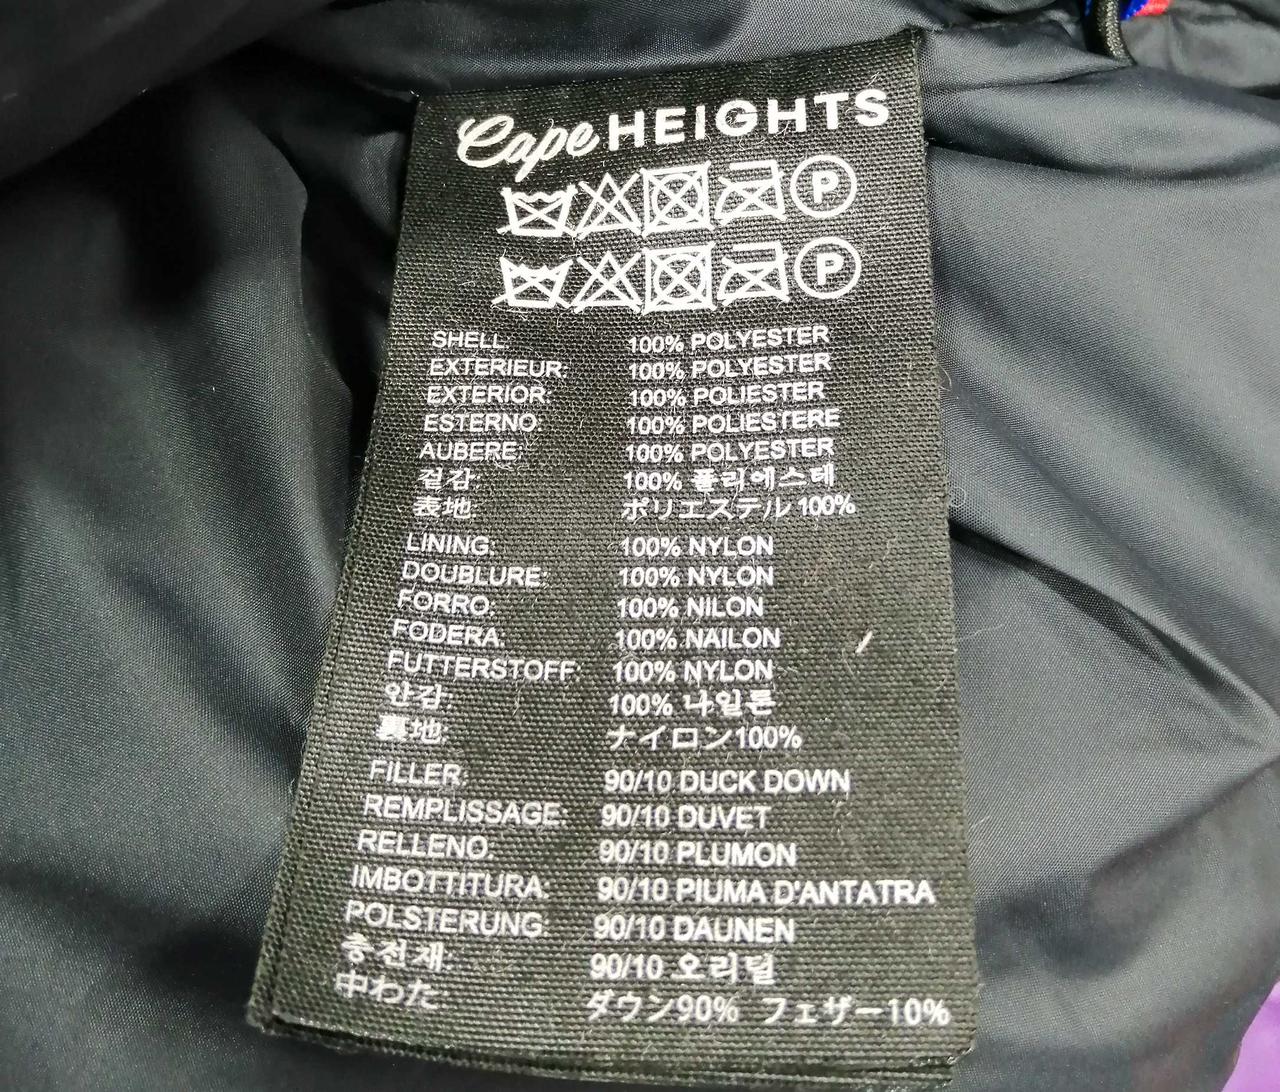 Cape HEIGHTS
P
P
SHELL: 100% POLYESTER
EXTERIEUR: 100% POLYESTER
EXTERIOR: 100% POLIESTER
ESTERNO: 100% POLIESTERE
AUBERE: 100% POLYESTER
겉감: 100% 폴리에스테
表地: ポリエステル 100%
LINING: 100% NYLON
DOUBLURE: 100% NYLON
FORRO: 100% NILON
FODERA: 100% NAILON
FUTTERSTOFF: 100% NYLON
안감: 100% 나일론
裏地: ナイロン100%
FILLER: 90/10 DUCK DOWN
REMPLISSAGE: 90/10 DUVET
RELLENO: 90/10 PLUMON
IMBOTTITURA: 90/10 PIUMA D'ANTATRA
POLSTERUNG: 90/10 DAUNEN
충전재: 90/10 오리털
中わた: ダウン90% フェザー10%